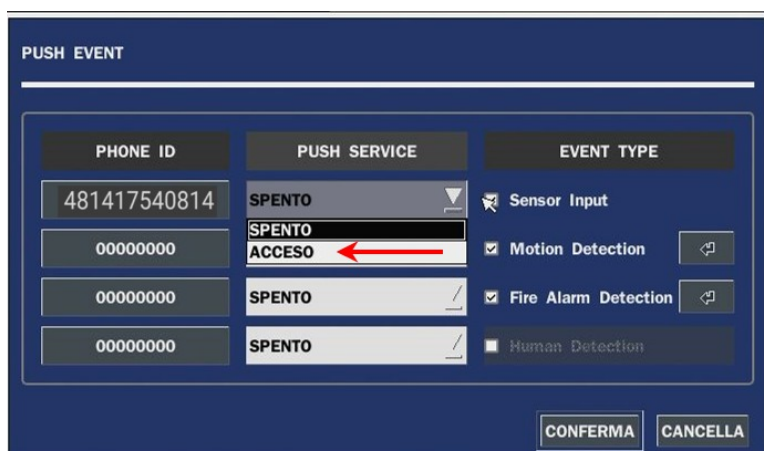 PUSH EVENT
PHONE ID PUSH SERVICE EVENT TYPE
481417540814 SPENTO Sensor Input
SPENTO
00000000 ACCESO Motion Detection
00000000 SPENTO Fire Alarm Detection
00000000 SPENTO Human Detection
CONFERMA CANCELLA